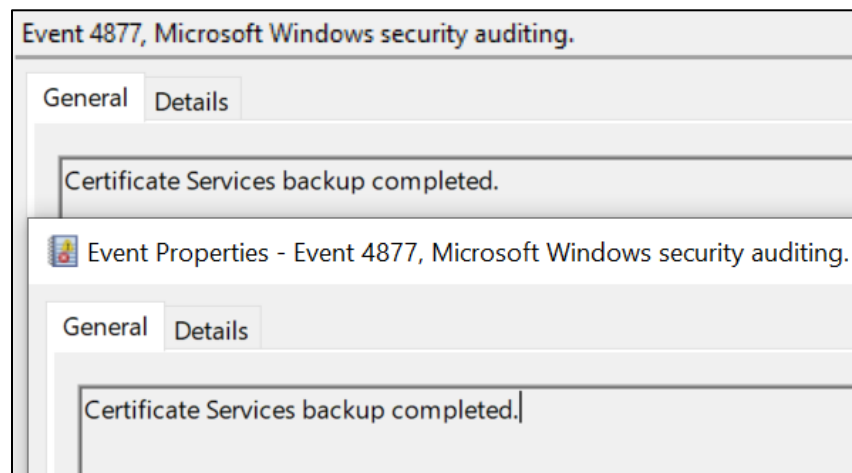 Event 4877, Microsoft Windows security auditing.
General Details
Certificate Services backup completed.
Event Properties - Event 4877, Microsoft Windows security auditing.
General Details
Certificate Services backup completed.